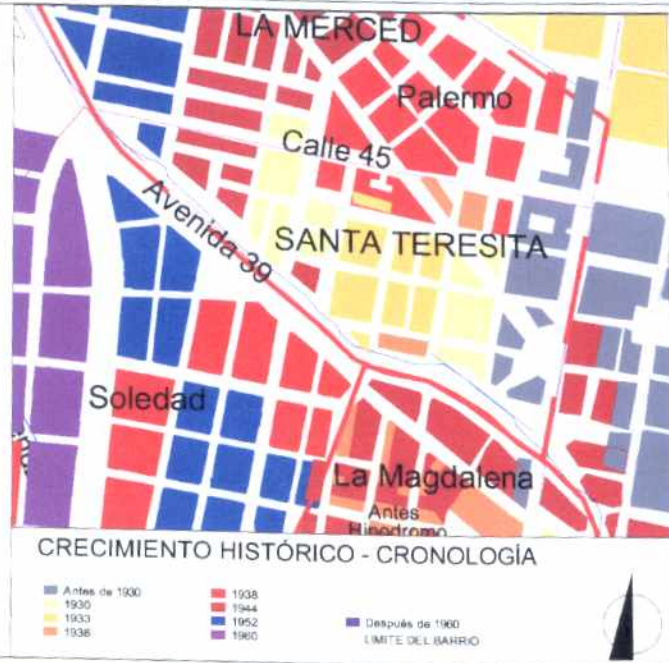 LA MERCED
Palermo
Calle 45
Avenida 39
SANTA TERESITA
Soledad
La Magdalena
Antes
Hipodromo
CRECIMIENTO HISTÓRICO - CRONOLOGÍA
Antes de 1930
1930
1933
1936
1938
1944
1952
1960
Después de 1960
LIMITE DEL BARRIO